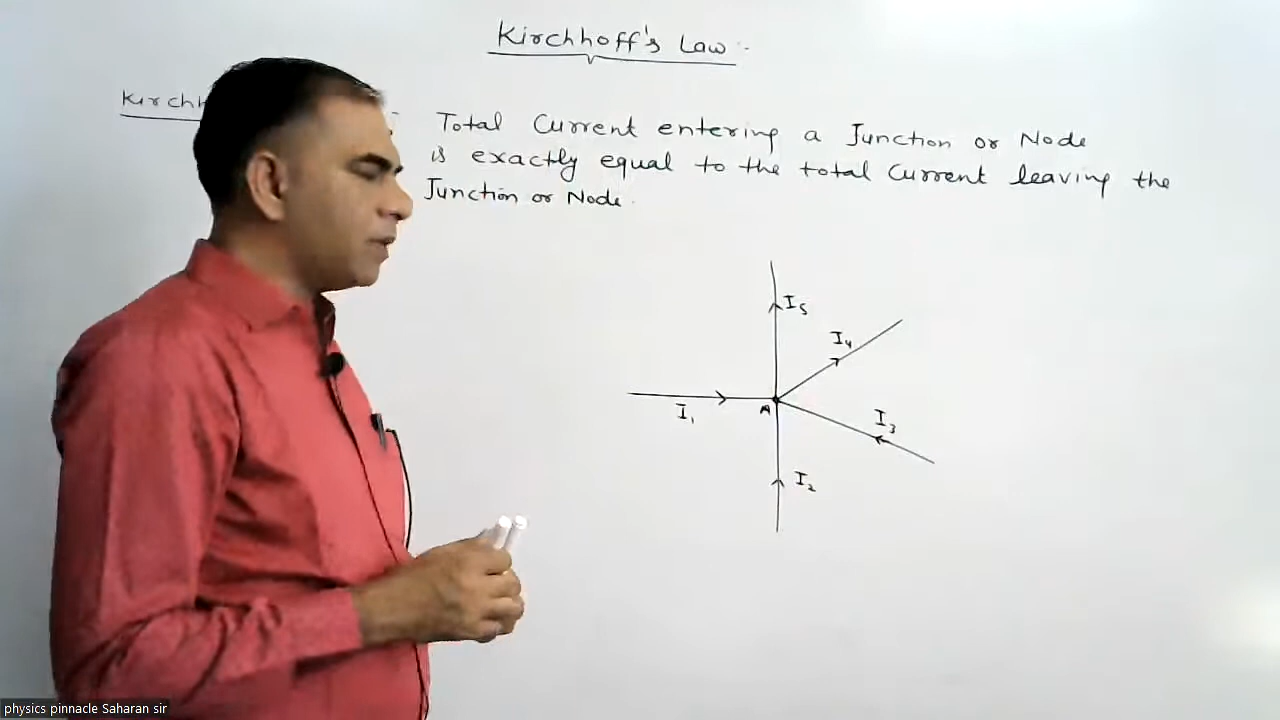 Kirchhoff's Law :-
Total Current entering a Junction or Node
is exactly equal to the total Current leaving the
Junction or Node.
I5
I4
I1
A
I3
I2
physics pinnacle Saharan sir